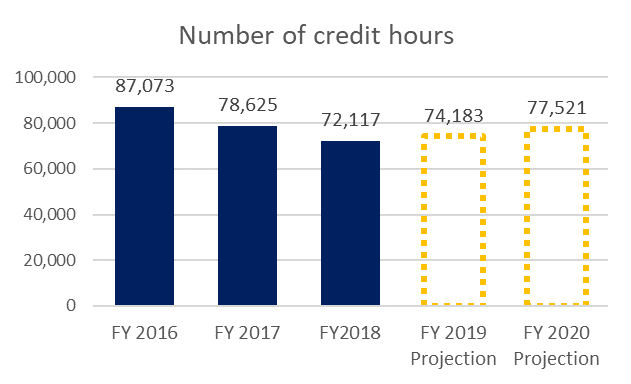 Number of credit hours
100,000
87,073
78,625
72,117
74,183
77,521
80,000
60,000
40,000
20,000
0
FY 2016
FY 2017
FY2018
FY 2019
Projection
FY 2020
Projection